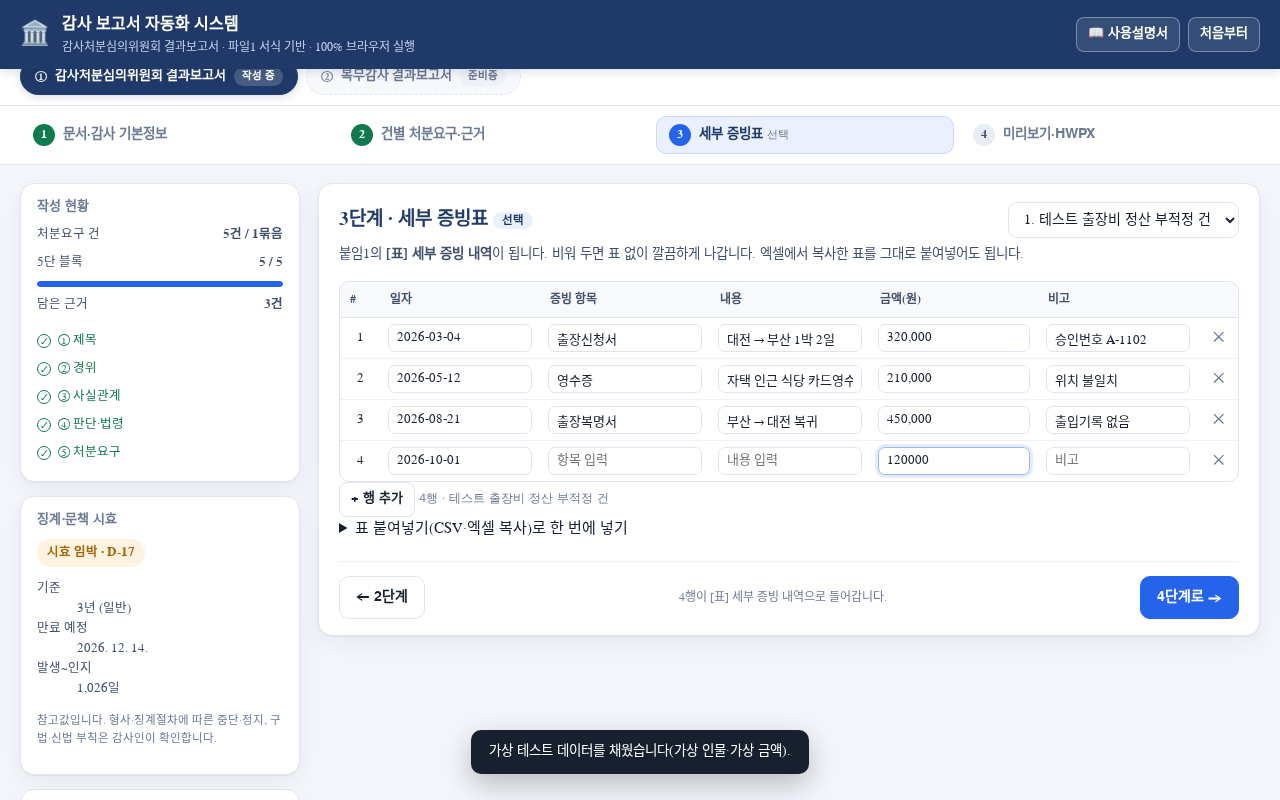 🏛️ 감사 보고서 자동화 시스템
감사처분심의위원회 결과보고서 · 파일1 서식 기반 · 100% 브라우저 실행
📖 사용설명서
처음부터
① 감사처분심의위원회 결과보고서 작성 중
② 복무감사 결과보고서 준비중
1 문서·감사 기본정보
2 건별 처분요구·근거
3 세부 증빙표 선택
4 미리보기·HWPX
작성 현황
처분요구 건 5건 / 1묶음
5단 블록 5 / 5
담은 근거 3건
✓ ① 제목
✓ ② 경위
✓ ③ 사실관계
✓ ④ 판단·법령
✓ ⑤ 처분요구
징계·문책 시효
시효 임박 · D-17
기준
3년 (일반)
만료 예정
2026. 12. 14.
발생~인지
1,026일
참고값입니다. 형사·징계절차에 따른 중단·정지, 구
법·신법 부칙은 감사인이 확인합니다.
3단계 · 세부 증빙표 선택
1. 테스트 출장비 정산 부적정 건
붙임1의 [표] 세부 증빙 내역이 됩니다. 비워 두면 표 없이 깔끔하게 나갑니다. 엑셀에서 복사한 표를 그대로 붙여넣어도 됩니다.
# 일자 증빙 항목 내용 금액(원) 비고
1 2026-03-04 출장신청서 대전 → 부산 1박 2일 320,000 승인번호 A-1102 ×
2 2026-05-12 영수증 자택 인근 식당 카드영수 210,000 위치 불일치 ×
3 2026-08-21 출장복명서 부산 → 대전 복귀 450,000 출입기록 없음 ×
4 2026-10-01 항목 입력 내용 입력 120000 비고 ×
+ 행 추가 4행 · 테스트 출장비 정산 부적정 건
▶ 표 붙여넣기(CSV·엑셀 복사)로 한 번에 넣기
← 2단계
4행이 [표] 세부 증빙 내역으로 들어갑니다.
4단계로 →
가상 테스트 데이터를 채웠습니다(가상 인물·가상 금액).